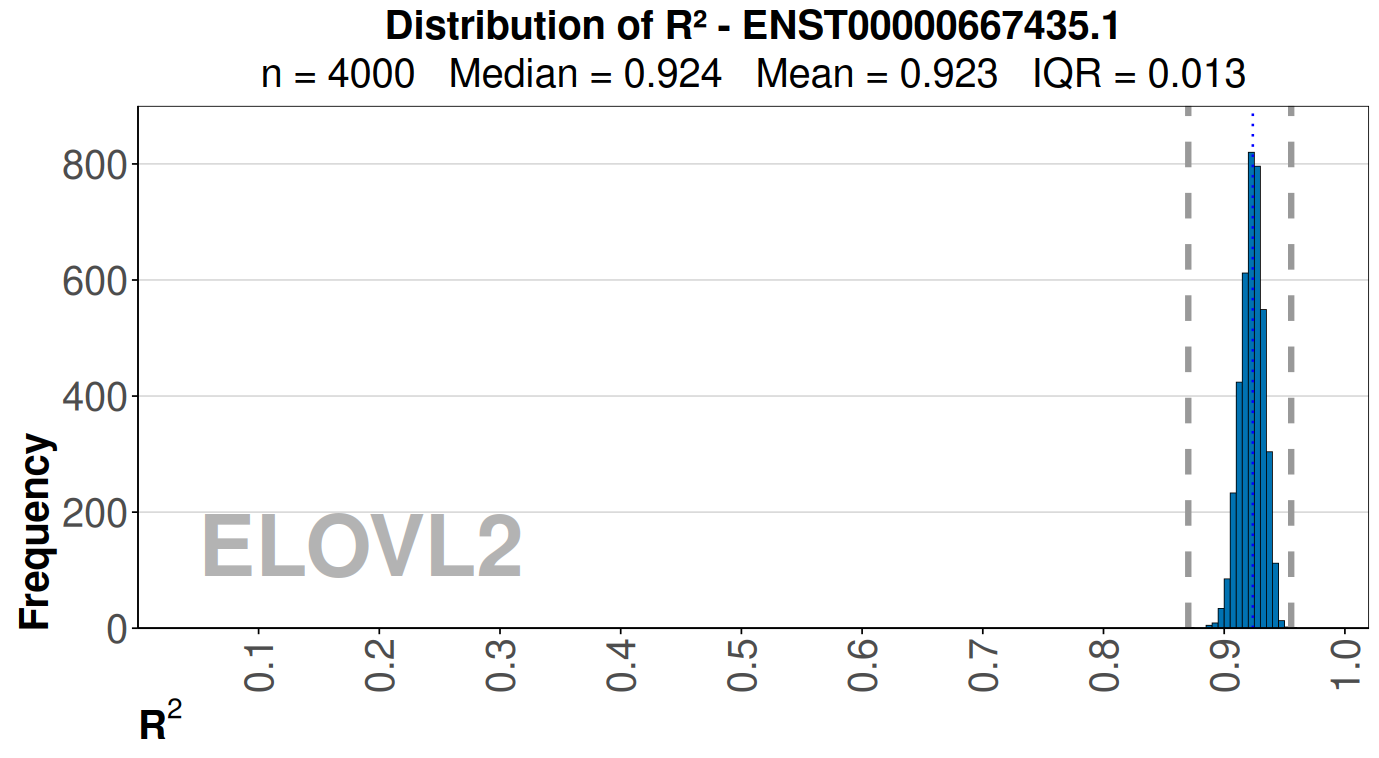 Distribution of R² - ENST00000667435.1
n = 4000 Median = 0.924 Mean = 0.923 IQR = 0.013
Frequency
800
600
400
200
0
ELOVL2
0.1 0.2 0.3 0.4 0.5 0.6 0.7 0.8 0.9 1.0
R²